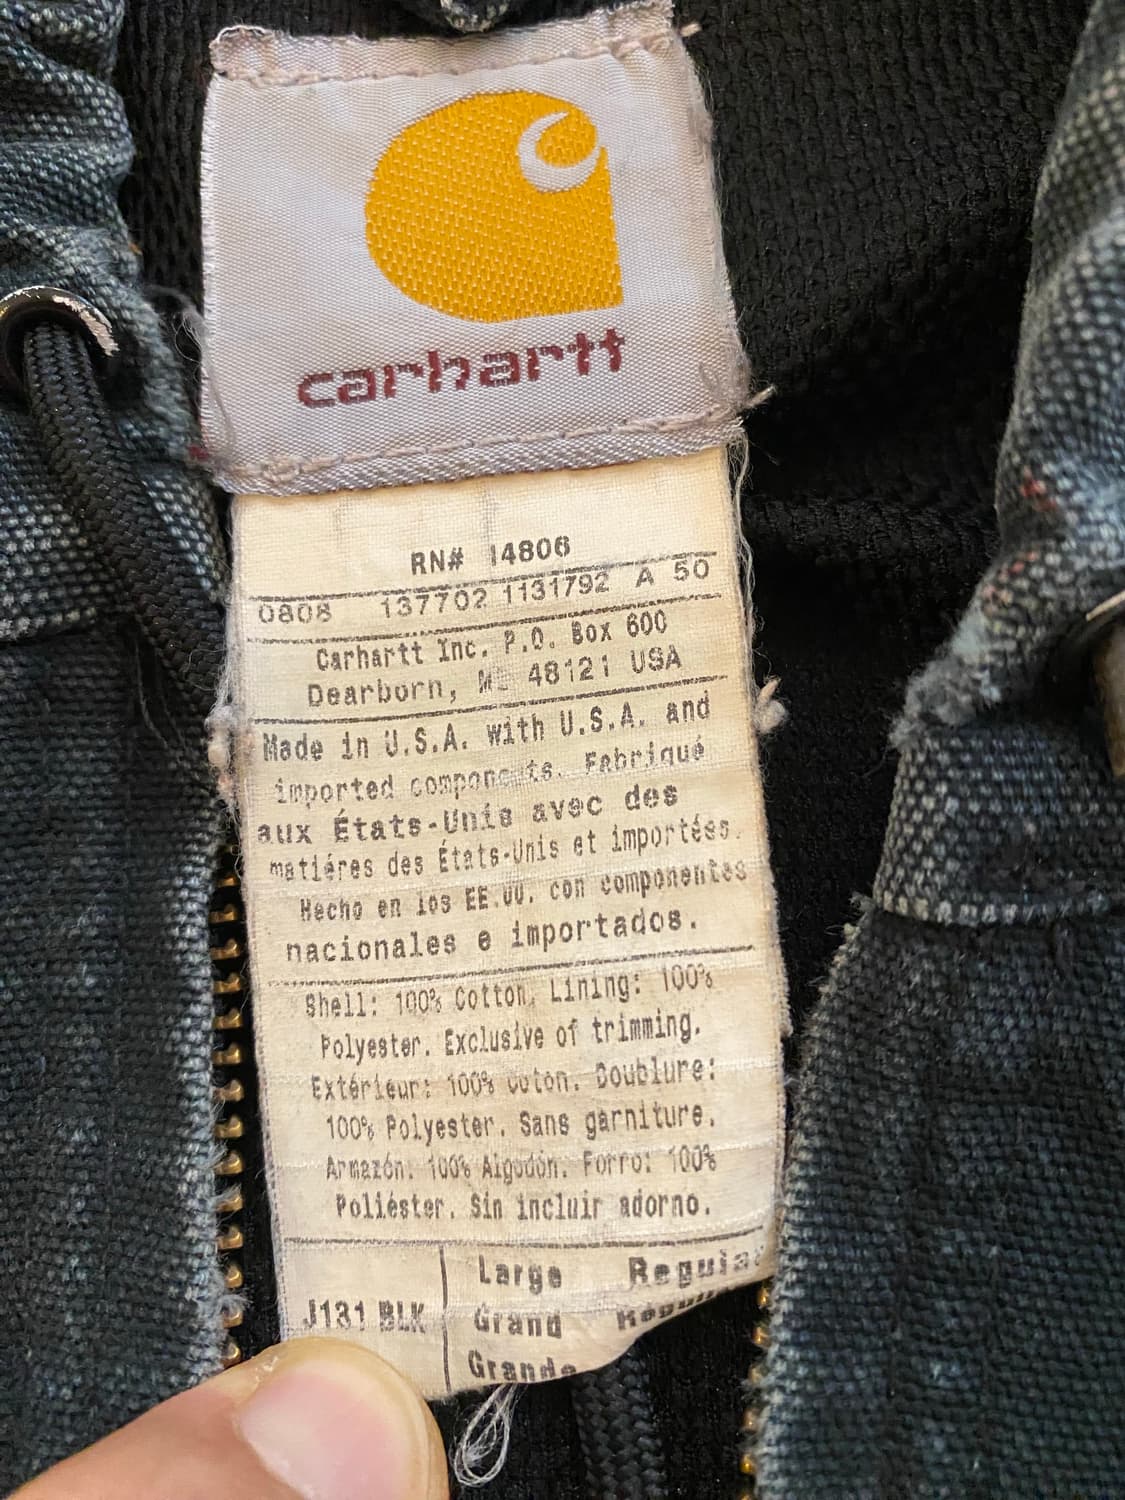 carhartt
RN# 14806
0808 137702 1131792 A 50
Carhartt Inc. P.O. Box 600
Dearborn, MI 48121 USA
Made in U.S.A. with U.S.A. and
imported components. Fabriqué
aux États-Unis avec des
matiéres des États-Unis et importées.
Hecho en los EE.UU. con componentes
nacionales e importados.
Shell: 100% Cotton, Lining: 100%
Polyester. Exclusive of trimming.
Extérieur: 100% Coton. Doublure:
100% Polyester. Sans garniture.
Armazón: 100% Algodón. Forro: 100%
Poliéster. Sin incluir adorno.
Large Regular
J131 BLK Grand
Grande